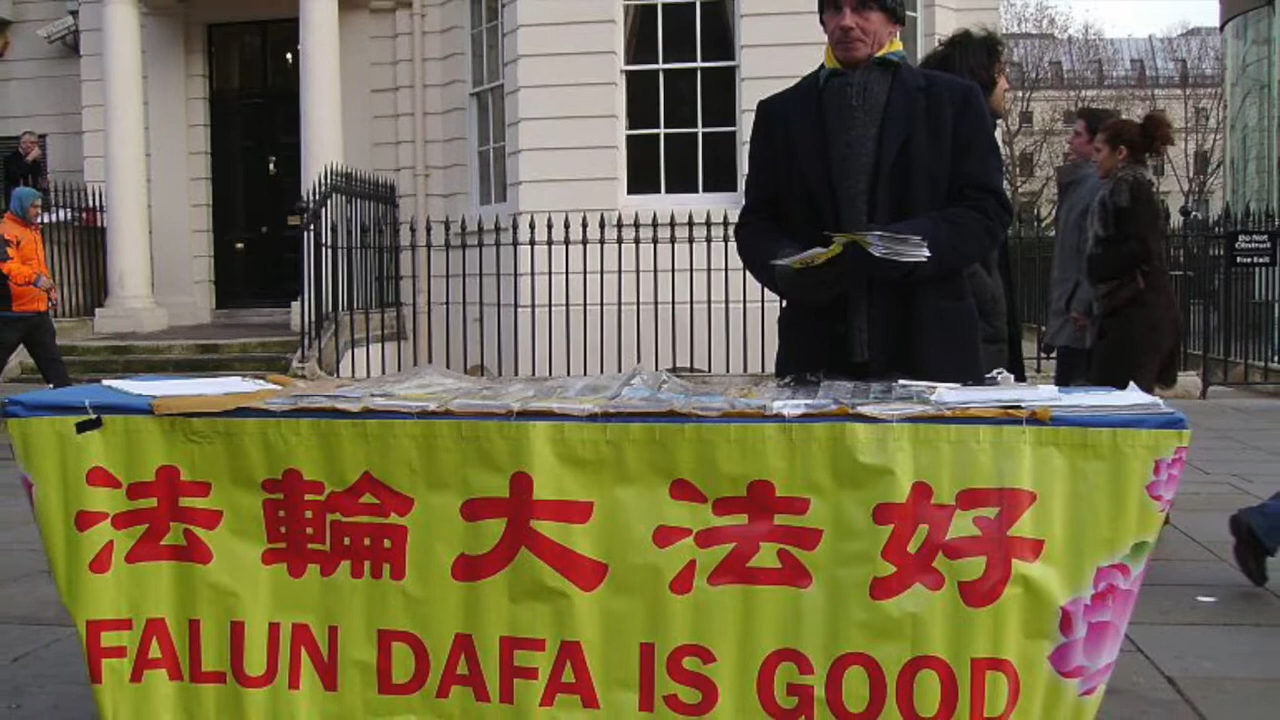 Do Not
Obstruct
Fire Exit
法輪大法好
FALUN DAFA IS GOOD